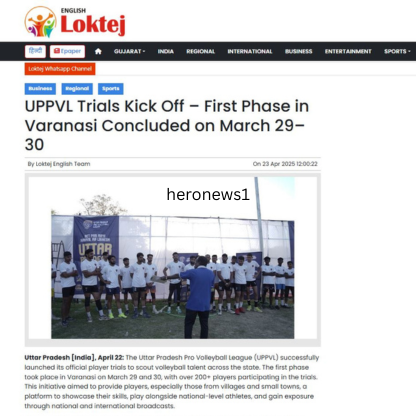 ENGLISH
Loktej
हिन्दी Epaper GUJARAT INDIA REGIONAL INTERNATIONAL BUSINESS ENTERTAINMENT SPORTS
Loktej Whatsapp Channel
Business Regional Sports
UPPVL Trials Kick Off – First Phase in
Varanasi Concluded on March 29–
30
By Loktej English Team On 23 Apr 2025 12:00:22
heronews1
UTTAR
Uttar Pradesh [India], April 22: The Uttar Pradesh Pro Volleyball League (UPPVL) successfully
launched its official player trials to scout volleyball talent across the state. The first phase
took place in Varanasi on March 29 and 30, with over 200+ players participating in the trials.
This initiative aimed to provide players, especially those from villages and small towns, a
platform to showcase their skills, play alongside national-level athletes, and gain exposure
through national and international broadcasts.